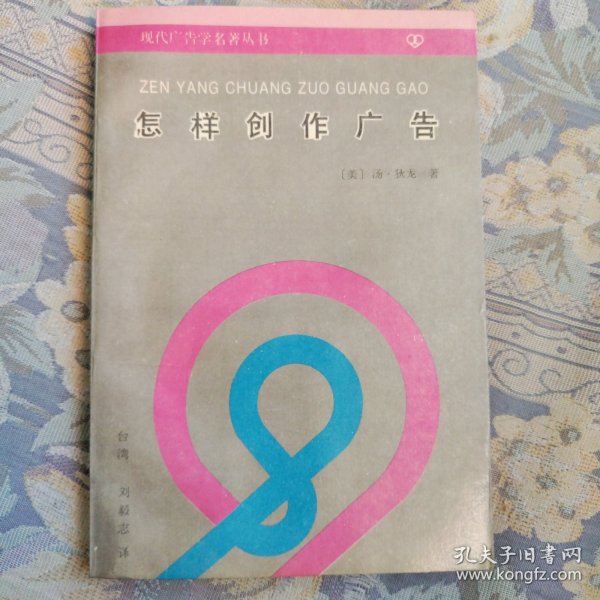 现代广告学名著丛书
ZEN YANG CHUANG ZUO GUANG GAO
怎样创作广告
〔美〕汤·狄龙 著
台湾 刘毅志 译
孔夫子旧书网
www.kongfz.com